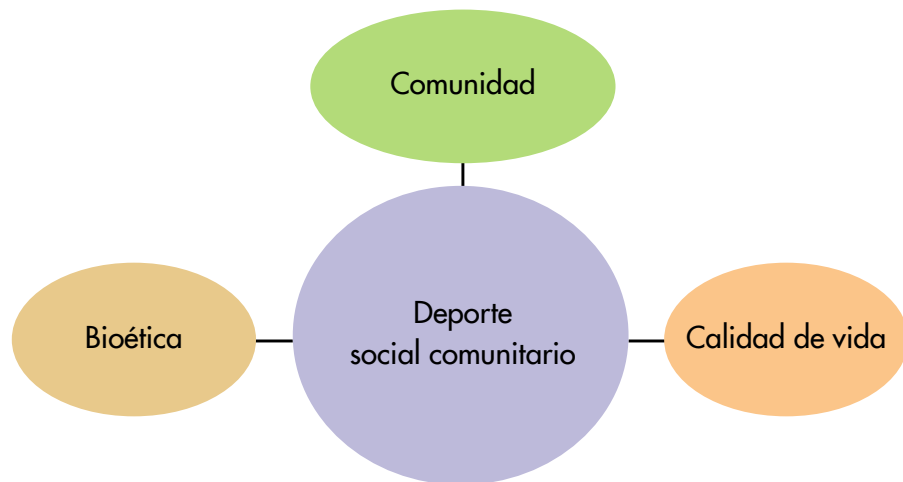 Comunidad
Bioética
Deporte
social comunitario
Calidad de vida